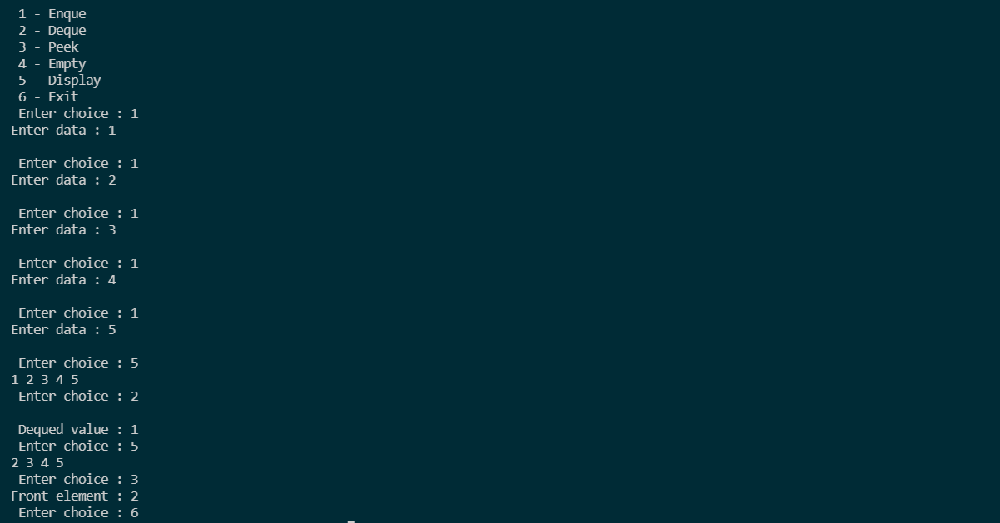 1 - Enque
2 - Deque
3 - Peek
4 - Empty
5 - Display
6 - Exit
Enter choice : 1
Enter data : 1
Enter choice : 1
Enter data : 2
Enter choice : 1
Enter data : 3
Enter choice : 1
Enter data : 4
Enter choice : 1
Enter data : 5
Enter choice : 5
1 2 3 4 5
Enter choice : 2
Dequed value : 1
Enter choice : 5
2 3 4 5
Enter choice : 3
Front element : 2
Enter choice : 6